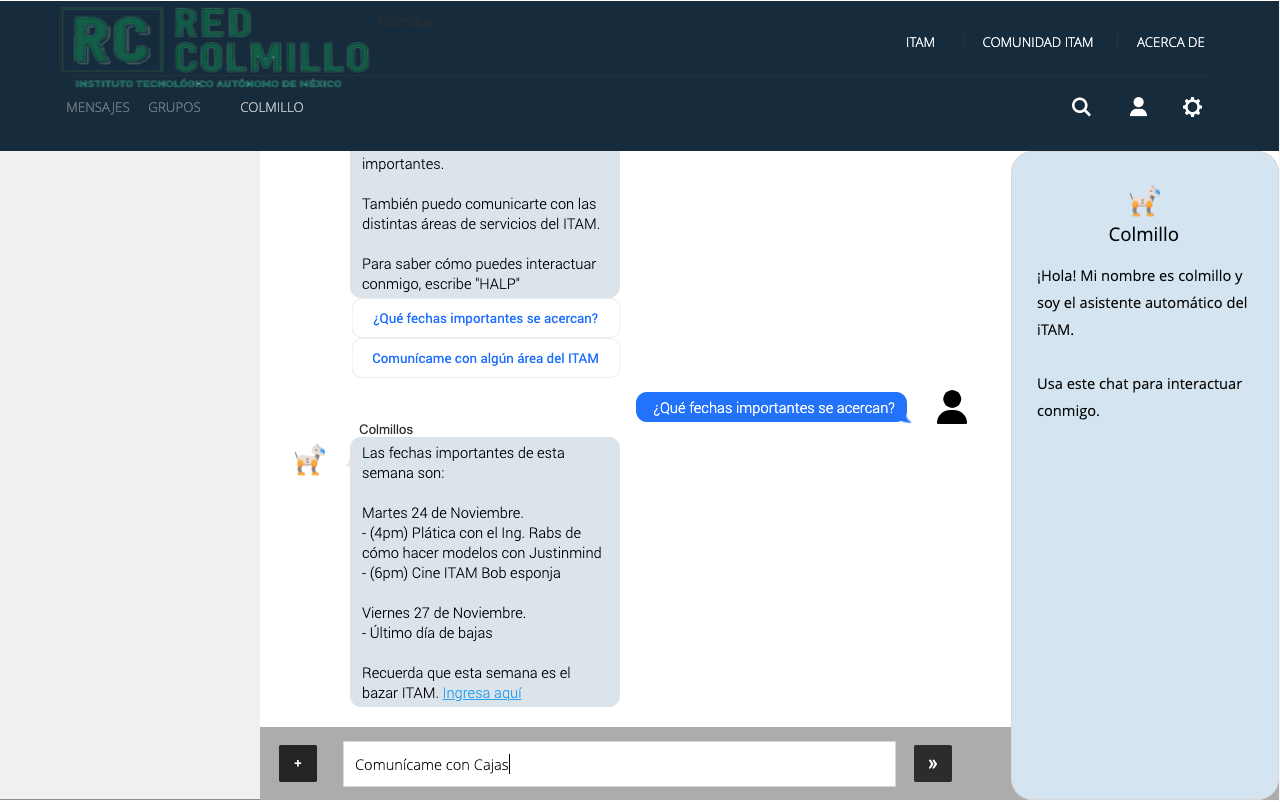 RC RED
COLMILLO
INSTITUTO TECNOLÓGICO AUTÓNOMO DE MÉXICO
Colmillos
ITAM
COMUNIDAD ITAM
ACERCA DE
MENSAJES
GRUPOS
COLMILLO
importantes.
También puedo comunicarte con las
distintas áreas de servicios del ITAM.
Para saber cómo puedes interactuar
conmigo, escribe "HALP"
¿Qué fechas importantes se acercan?
Comunícame con algún área del ITAM
¿Qué fechas importantes se acercan?
Colmillos
Las fechas importantes de esta
semana son:
Martes 24 de Noviembre.
- (4pm) Plática con el Ing. Rabs de
cómo hacer modelos con Justinmind
- (6pm) Cine ITAM Bob esponja
Viernes 27 de Noviembre.
- Último día de bajas
Recuerda que esta semana es el
bazar ITAM. Ingresa aquí
+
Comunícame con Cajas
»
Colmillo
¡Hola! Mi nombre es colmillo y
soy el asistente automático del
iTAM.
Usa este chat para interactuar
conmigo.